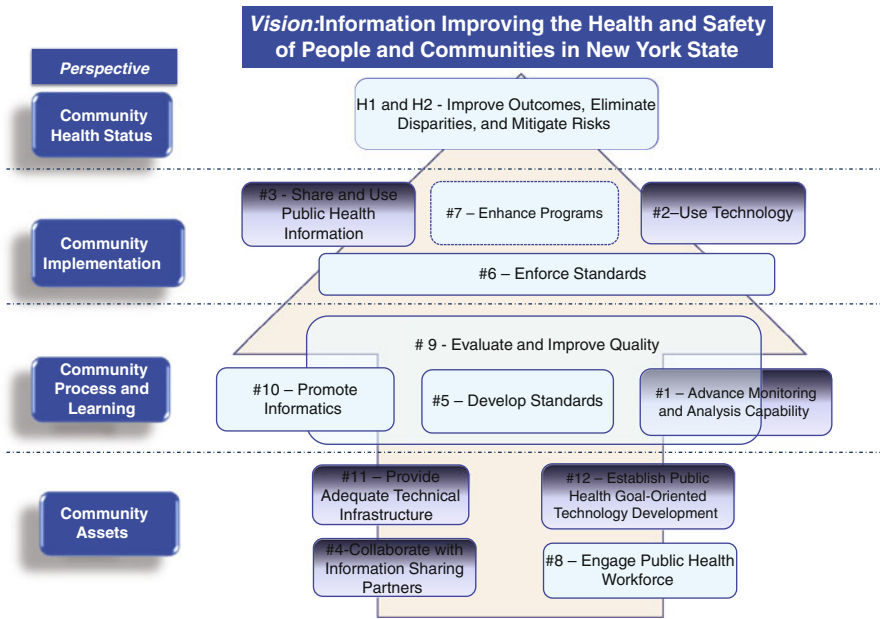 Vision:Information Improving the Health and Safety
of People and Communities in New York State
Perspective
Community
Health Status
H1 and H2 - Improve Outcomes, Eliminate
Disparities, and Mitigate Risks
Community
Implementation
#3 - Share and Use
Public Health
Information
#7 – Enhance Programs
#2–Use Technology
#6 – Enforce Standards
Community
Process and
Learning
# 9 - Evaluate and Improve Quality
#10 – Promote
Informatics
#5 – Develop Standards
#1 – Advance Monitoring
and Analysis Capability
Community
Assets
#11 – Provide
Adequate Technical
Infrastructure
#12 – Establish Public
Health Goal-Oriented
Technology Development
#4-Collaborate with
Information Sharing
Partners
#8 – Engage Public Health
Workforce